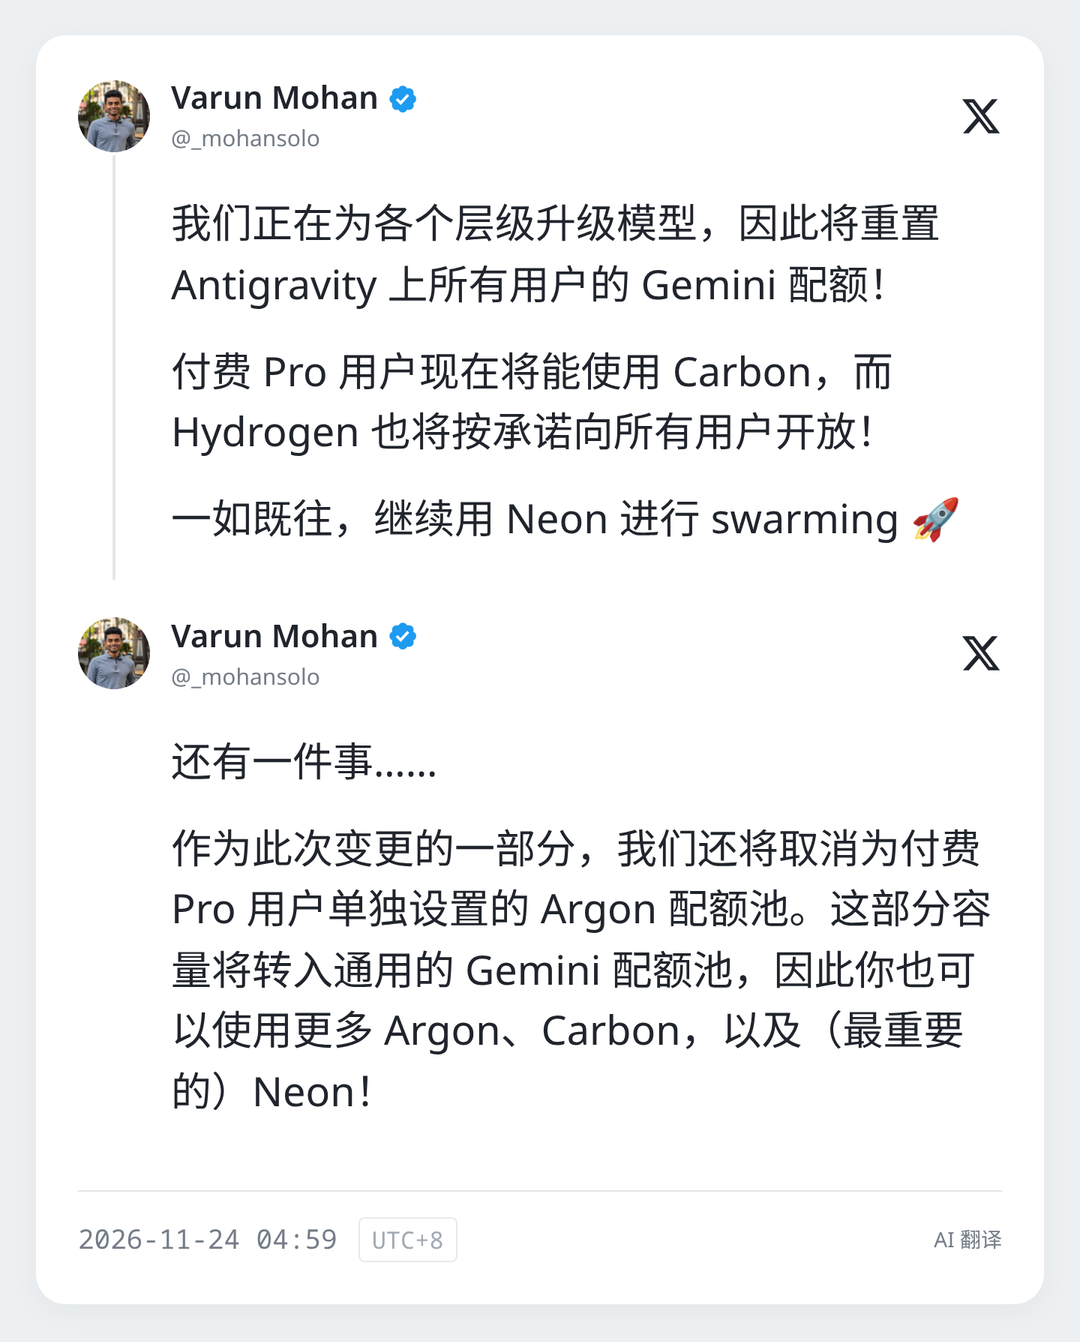 Varun Mohan
@_mohansolo
我们正在为各个层级升级模型，因此将重置
Antigravity 上所有用户的 Gemini 配额！
付费 Pro 用户现在将能使用 Carbon，而
Hydrogen 也将按承诺向所有用户开放！
一如既往，继续用 Neon 进行 swarming 🚀
Varun Mohan
@_mohansolo
还有一件事……
作为此次变更的一部分，我们还将取消为付费
Pro 用户单独设置的 Argon 配额池。这部分容
量将转入通用的 Gemini 配额池，因此你也可
以使用更多 Argon、Carbon，以及（最重要
的）Neon！
2026-11-24 04:59 UTC+8
AI 翻译